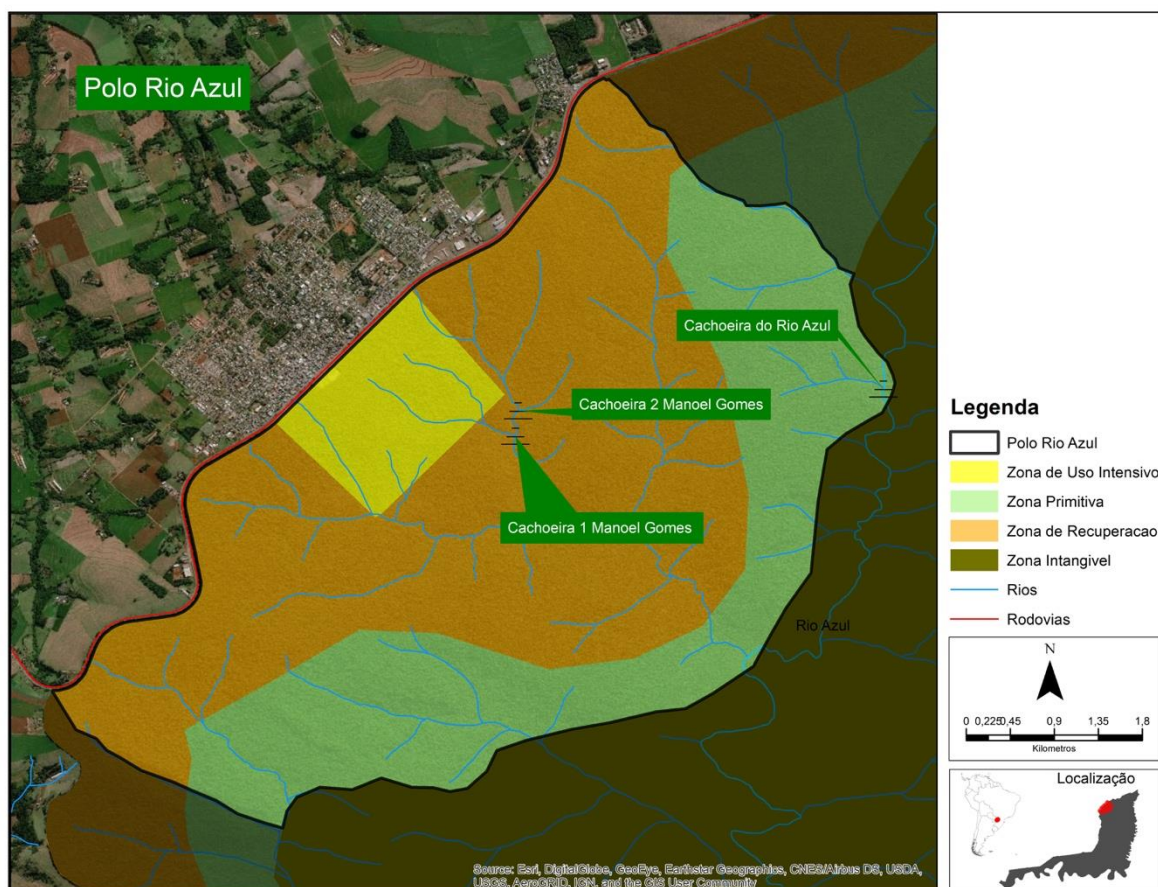 Polo Rio Azul
Cachoeira do Rio Azul
Cachoeira 2 Manoel Gomes
Cachoeira 1 Manoel Gomes
Rio Azul
Source: Esri, DigitalGlobe, GeoEye, Earthstar Geographics, CNES/Airbus DS, USDA,
USGS, AeroGRID, IGN, and the GIS User Community
Legenda
Polo Rio Azul
Zona de Uso Intensivo
Zona Primitiva
Zona de Recuperacao
Zona Intangivel
Rios
Rodovias
N
0 0,225 0,45 0,9 1,35 1,8
Kilometros
Localização